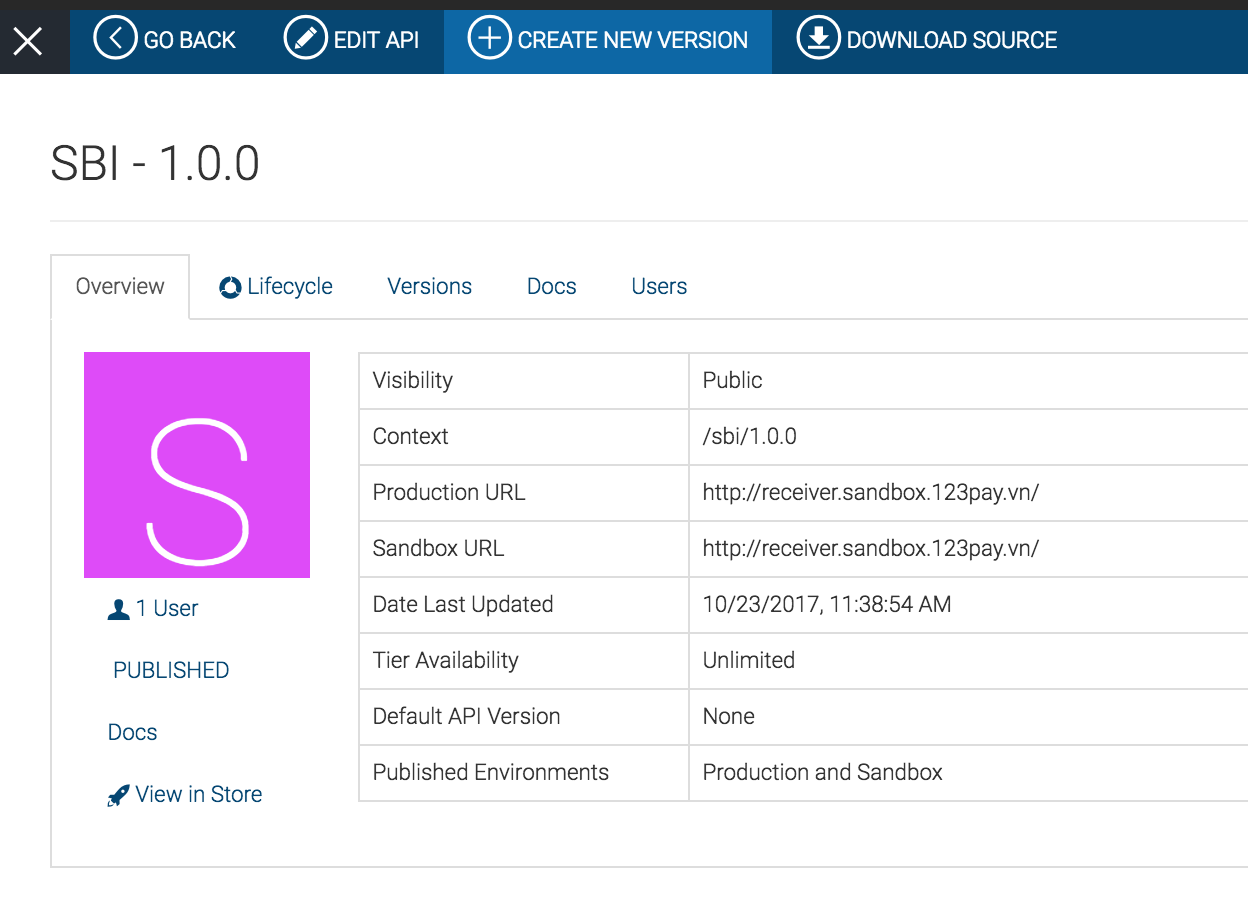 GO BACK EDIT API CREATE NEW VERSION DOWNLOAD SOURCE
SBI - 1.0.0
Overview Lifecycle Versions Docs Users
S
1 User
PUBLISHED
Docs
View in Store
Visibility Public
Context /sbi/1.0.0
Production URL http://receiver.sandbox.123pay.vn/
Sandbox URL http://receiver.sandbox.123pay.vn/
Date Last Updated 10/23/2017, 11:38:54 AM
Tier Availability Unlimited
Default API Version None
Published Environments Production and Sandbox